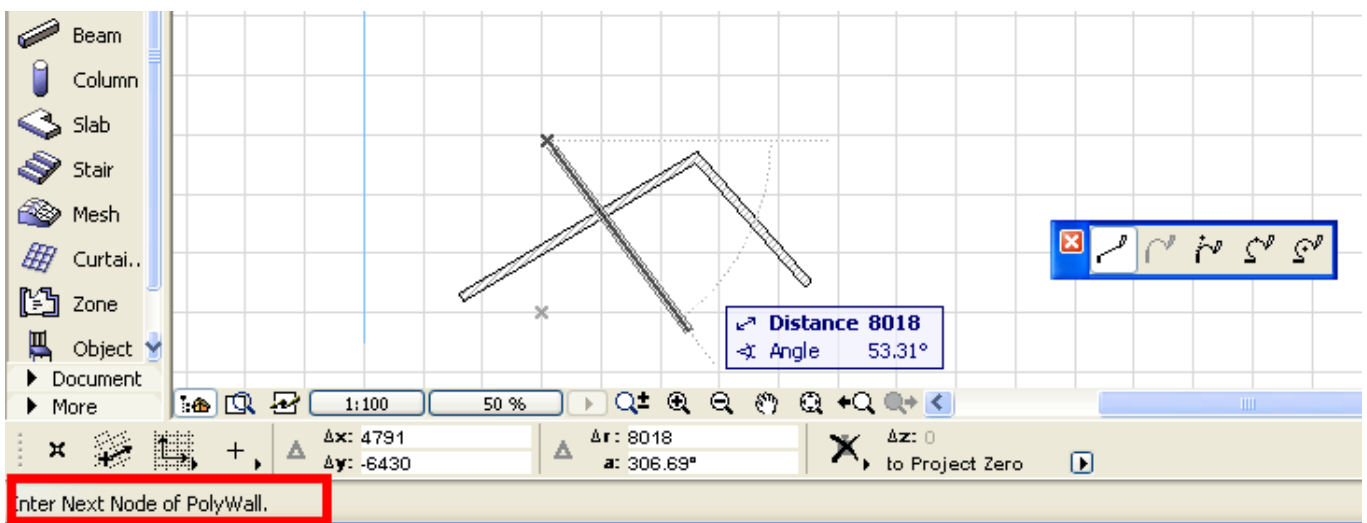 Beam
Column
Slab
Stair
Mesh
Curtai..
Zone
Object
Document
More
Distance 8018
Angle 53.31°
1:100 50 %
Δx: 4791 Δr: 8018 Δz: 0
Δy: -6430 a: 306.69° to Project Zero
Enter Next Node of PolyWall.